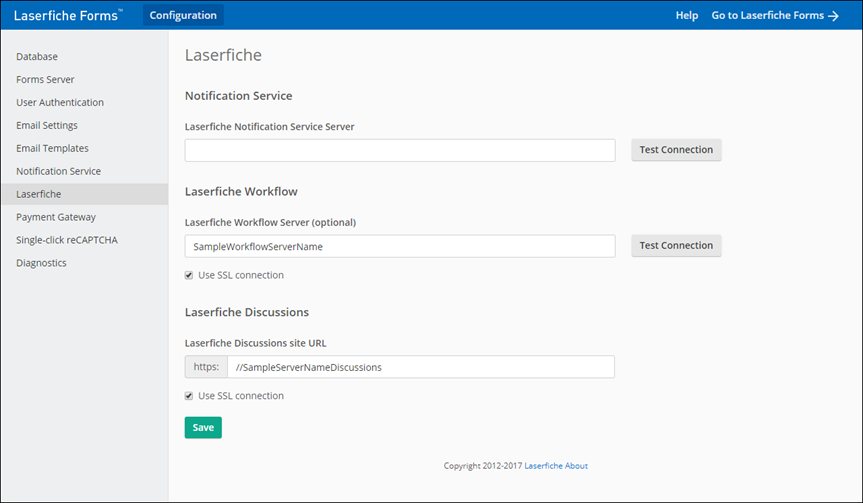 Laserfiche Forms™ Configuration Help Go to Laserfiche Forms
Database
Forms Server
User Authentication
Email Settings
Email Templates
Notification Service
Laserfiche
Payment Gateway
Single-click reCAPTCHA
Diagnostics
Laserfiche
Notification Service
Laserfiche Notification Service Server
Test Connection
Laserfiche Workflow
Laserfiche Workflow Server (optional)
SampleWorkflowServerName Test Connection
Use SSL connection
Laserfiche Discussions
Laserfiche Discussions site URL
https: //SampleServerNameDiscussions
Use SSL connection
Save
Copyright 2012-2017 Laserfiche About